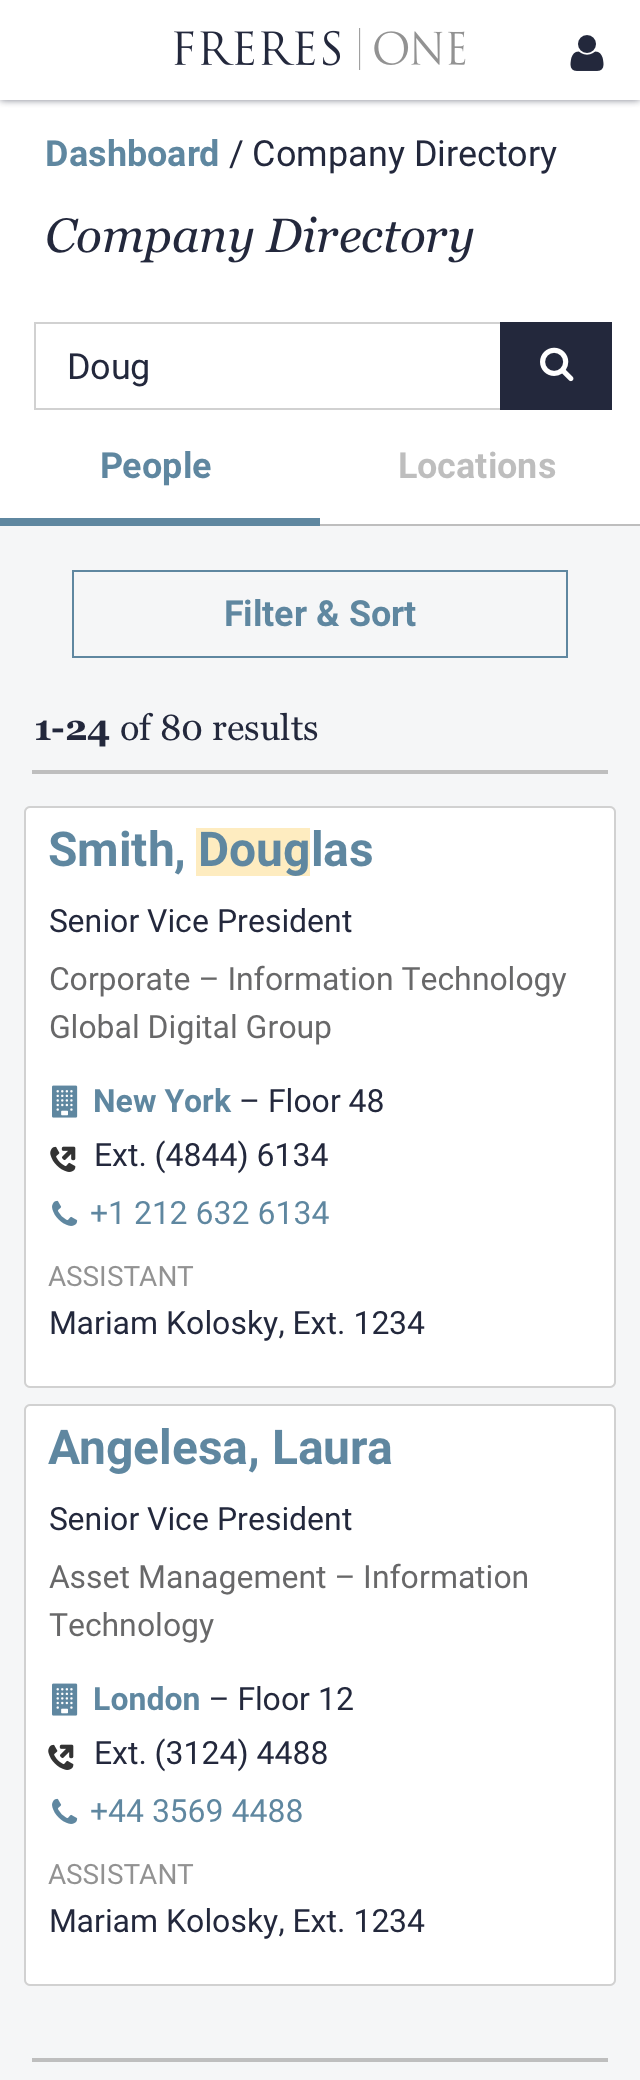 FRERES | ONE
Dashboard / Company Directory
Company Directory
Doug
People
Locations
Filter & Sort
1-24 of 80 results
Smith, Douglas
Senior Vice President
Corporate – Information Technology
Global Digital Group
New York – Floor 48
Ext. (4844) 6134
+1 212 632 6134
ASSISTANT
Mariam Kolosky, Ext. 1234
Angelesa, Laura
Senior Vice President
Asset Management – Information
Technology
London – Floor 12
Ext. (3124) 4488
+44 3569 4488
ASSISTANT
Mariam Kolosky, Ext. 1234